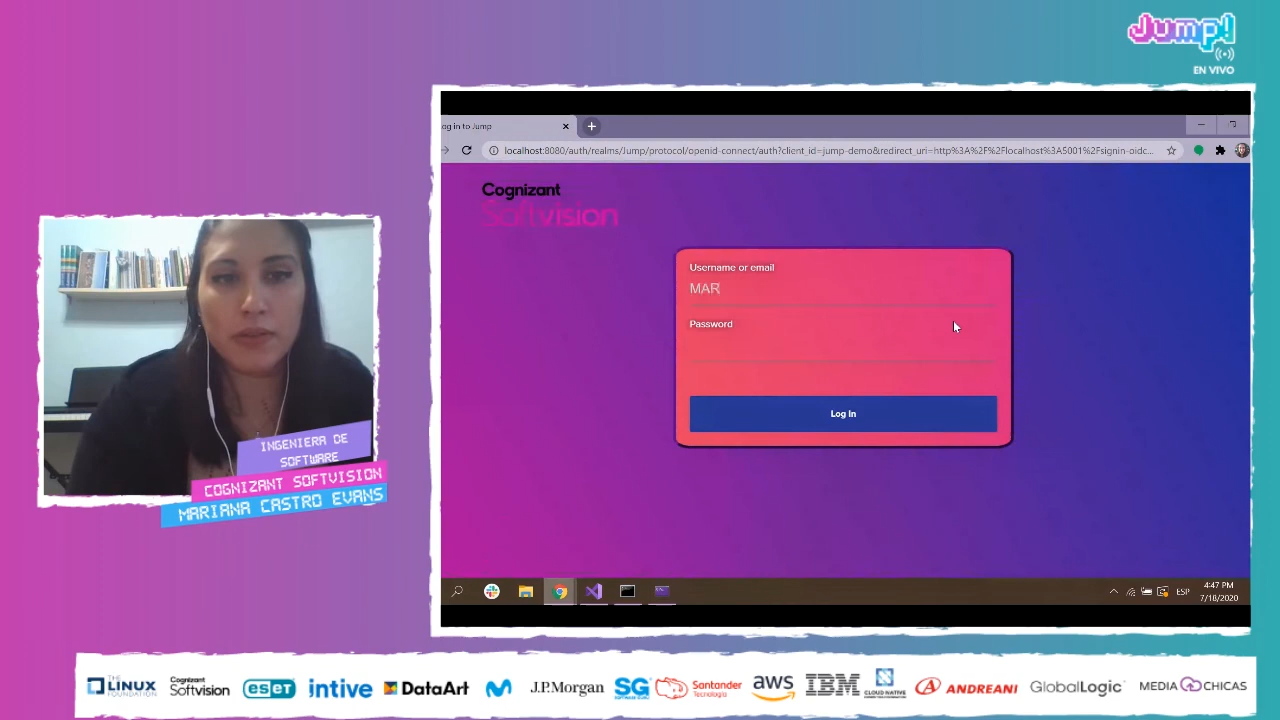 Jump!
EN VIVO
og in to Jump
localhost:8080/auth/realms/Jump/protocol/openid-connect/auth?client_id=jump-demo&redirect_uri=http%3A%2F%2Flocalhost%3A5001%2Fsignin-oidc...
Cognizant
Softvision
Username or email
MAR
Password
Log In
INGENIERA DE
SOFTWARE
COGNIZANT SOFTVISION
MARIANA CASTRO EVANS
ESP
4:47 PM
7/18/2020
THE LINUX FOUNDATION
Cognizant Softvision
eseT
intive
DataArt
J.P.Morgan
SG
Santander Tecnología
aws
IBM
CLOUD NATIVE
ANDREANI
GlobalLogic
MEDIA CHICAS